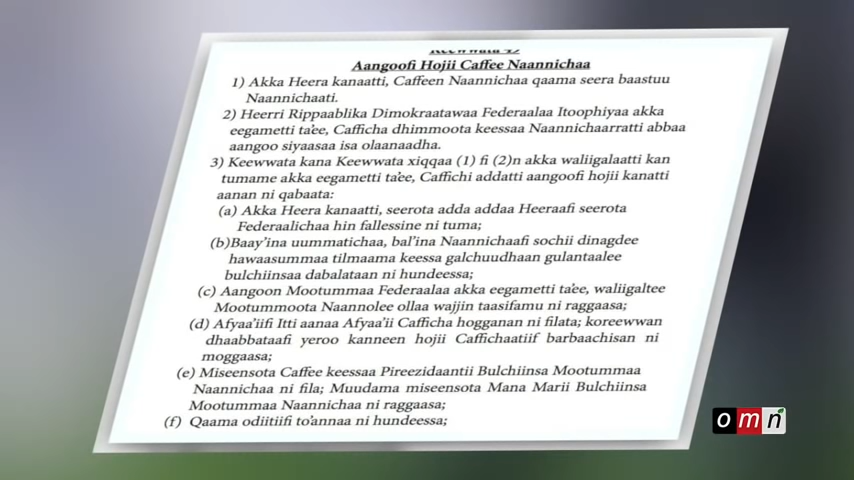 Aangoofi Hojii Caffee Naannichaa
1) Akka Heera kanaatti, Caffeen Naannichaa qaama seera baastuu
Naannichaati.
2) Heerri Rippaablika Dimokraatawaa Federaalaa Itoophiyaa akka
eegametti ta'ee, Cafficha dhimmoota keessaa Naannichaarratti abbaa
aangoo siyaasaa isa olaanaadha.
3) Keewwata kana Keewwata xiqqaa (1) fi (2)n akka waliigalaatti kan
tumame akka eegametti ta'ee, Caffichi addatti aangoofi hojii kanatti
aanan ni qabaata:
(a) Akka Heera kanaatti, seerota adda addaa Heeraafi seerota
Federaalichaa hin fallessine ni tuma;
(b)Baay'ina uummatichaa, bal'ina Naannichaafi sochii dinagdee
hawaasummaa tilmaama keessa galchuudhaan gulantaalee
bulchiinsaa dabalataan ni hundeessa;
(c) Aangoon Mootummaa Federaalaa akka eegametti ta'ee, waliigaltee
Mootummoota Naannolee ollaa wajjin taasifamu ni raggaasa;
(d) Afyaa'iifi Itti aanaa Afyaa'ii Cafficha hogganan ni filata; koreewwan
dhaabbataafi yeroo kanneen hojii Caffichaatiif barbaachisan ni
moggaasa;
(e) Miseensota Caffee keessaa Pireezidaantii Bulchiinsa Mootummaa
Naannichaa ni fila; Muudama miseensota Mana Marii Bulchiinsa
Mootummaa Naannichaa ni raggaasa;
(f) Qaama odiitiifi to'annaa ni hundeessa;
omn